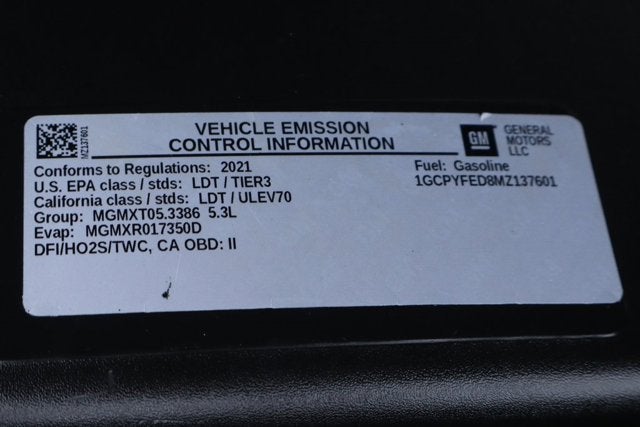 MZ137601
VEHICLE EMISSION
CONTROL INFORMATION
GM
GENERAL
MOTORS
LLC
Conforms to Regulations: 2021
U.S. EPA class / stds: LDT / TIER3
California class / stds: LDT / ULEV70
Group: MGMXT05.3386 5.3L
Evap: MGMXR017350D
DFI/HO2S/TWC, CA OBD: II
Fuel: Gasoline
1GCPYFED8MZ137601